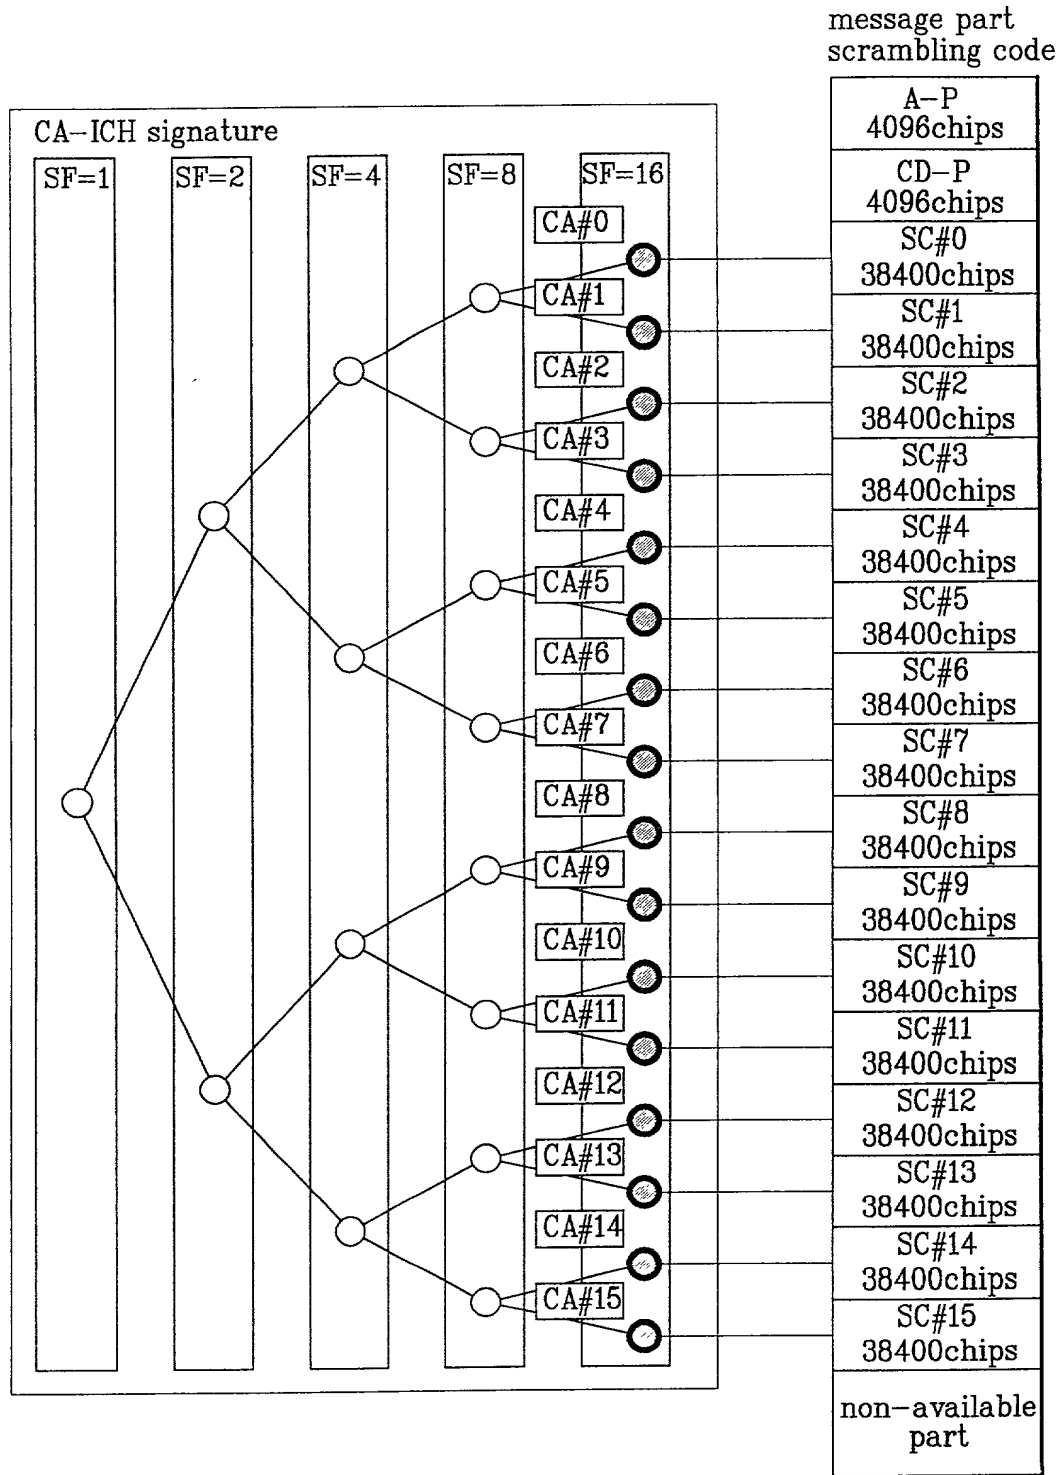 message part
scrambling code
A-P
4096chips
CA-ICH signature
SF=1
SF=2
SF=4
SF=8
SF=16
CD-P
4096chips
CA#0
SC#0
38400chips
CA#1
SC#1
38400chips
CA#2
SC#2
38400chips
CA#3
SC#3
38400chips
CA#4
SC#4
38400chips
CA#5
SC#5
38400chips
CA#6
SC#6
38400chips
CA#7
SC#7
38400chips
CA#8
SC#8
38400chips
CA#9
SC#9
38400chips
CA#10
SC#10
38400chips
CA#11
SC#11
38400chips
CA#12
SC#12
38400chips
CA#13
SC#13
38400chips
CA#14
SC#14
38400chips
CA#15
SC#15
38400chips
non-available
part